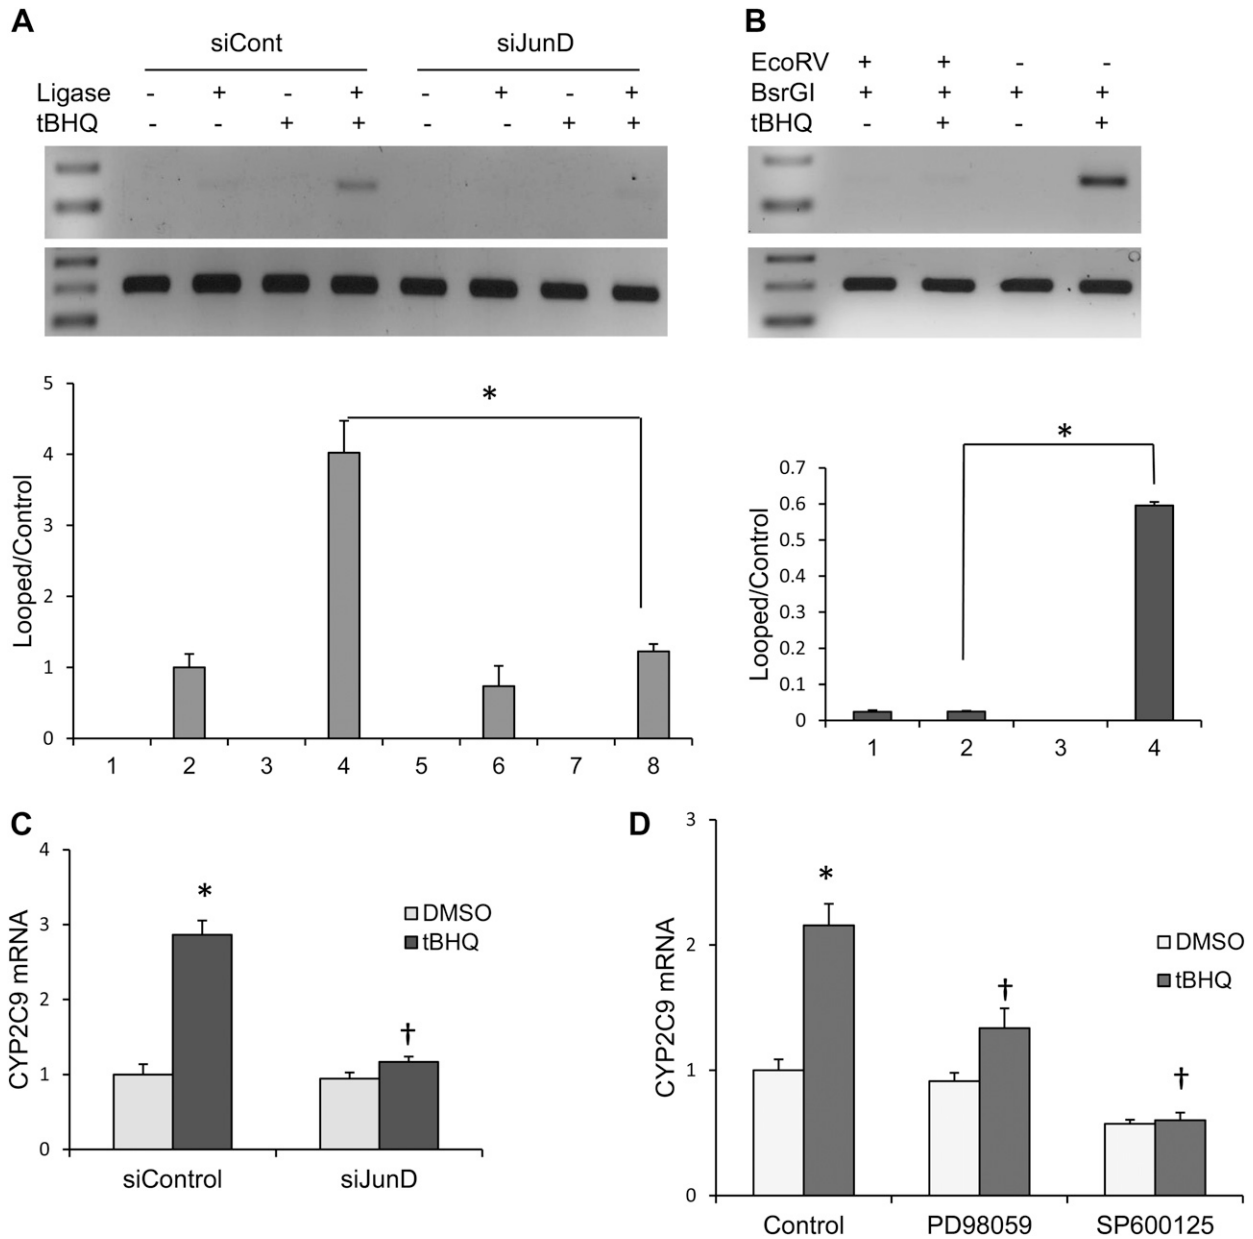 A
siCont siJunD
Ligase - + - + - + - +
tBHQ - - + + - - + +
B
EcoRV + + - -
BsrGI + + + +
tBHQ - + - +
5
4
3
2
1
0
Looped/Control
*
1 2 3 4 5 6 7 8
0.7
0.6
0.5
0.4
0.3
0.2
0.1
0
Looped/Control
*
1 2 3 4
C
4
3
2
1
0
CYP2C9 mRNA
*
†
DMSO
tBHQ
siControl siJunD
D
3
2
1
0
CYP2C9 mRNA
*
†
†
DMSO
tBHQ
Control PD98059 SP600125